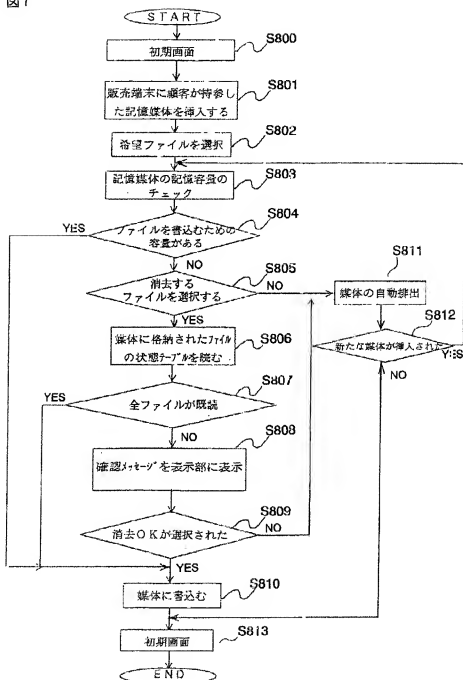 図7
START
初期画面
S800
販売端末に顧客が持参し
た記憶媒体を挿入する
S801
希望ファイルを選択
S802
記憶媒体の記憶容量の
チェック
S803
ファイルを書込むための
容量がある
S804
YES
NO
消去する
ファイルを選択する
S805
NO
YES
媒体の自動排出
S811
新たな媒体が挿入された
S812
YES
NO
媒体に格納されたファイル
の状態テーブルを読む
S806
全ファイルが既読
S807
YES
NO
確認メッセージを表示部に表示
S808
消去OKが選択された
S809
NO
YES
媒体に書込む
S810
初期画面
S813
END